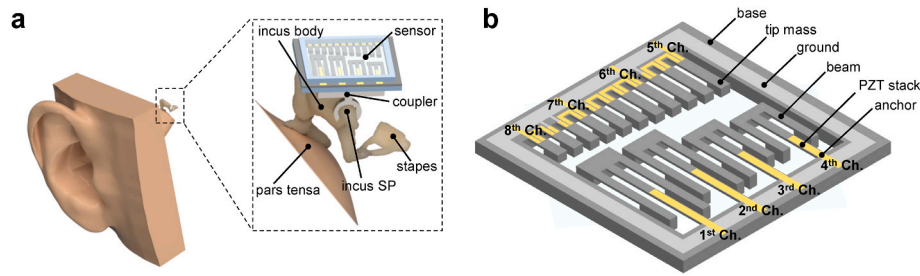 a
incus body
sensor
coupler
stapes
incus SP
pars tensa
b
base
tip mass
ground
beam
PZT stack
anchor
5th Ch.
6th Ch.
7th Ch.
8th Ch.
4th Ch.
3rd Ch.
2nd Ch.
1st Ch.